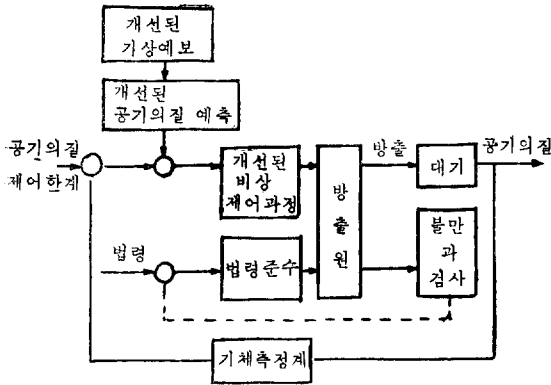 개선된
기상예보
개선된
공기의질 예측
공기의질
제어한계
개선된
비상
제어과정
방출
대기
공기의질
방
출
원
법령
법령준수
불만
과
검사
기체측정계